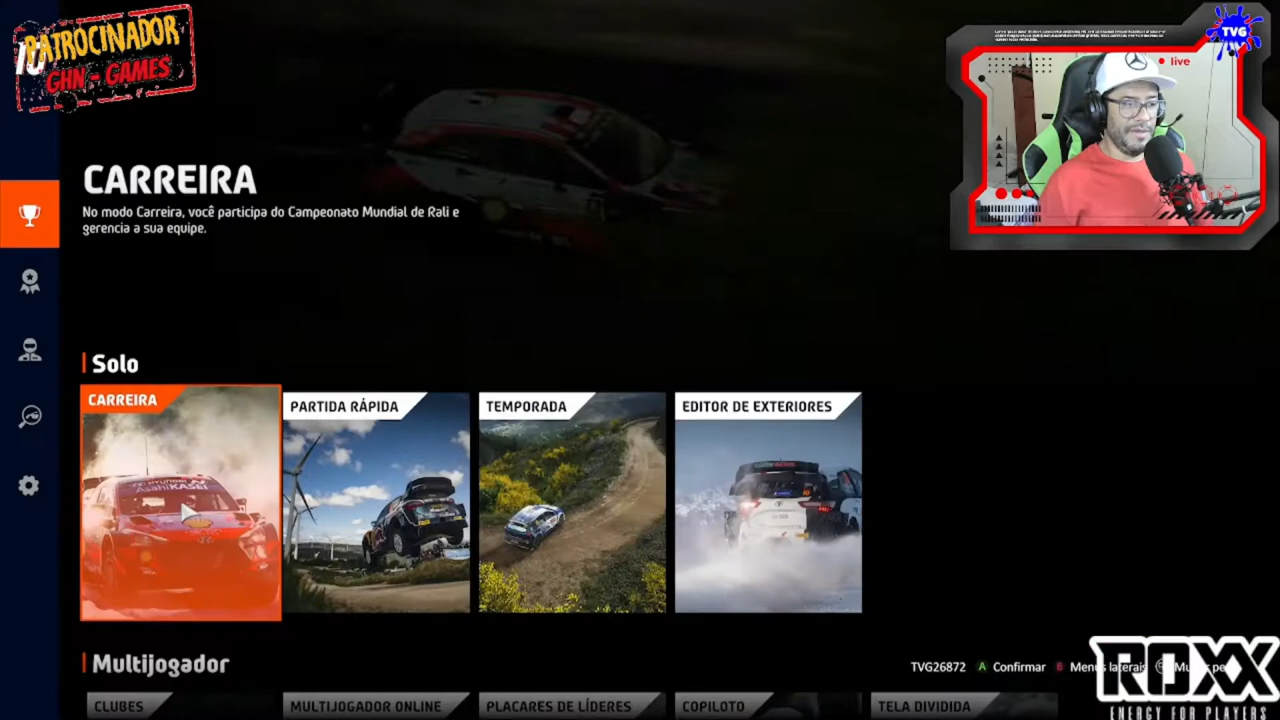 PATROCINADOR
GHN - GAMES
TVG
live
CARREIRA
No modo Carreira, você participa do Campeonato Mundial de Rali e
gerencia a sua equipe.
Solo
CARREIRA
PARTIDA RÁPIDA
TEMPORADA
EDITOR DE EXTERIORES
HYUNDAI
AsahiKASEI
Multijogador
TVG26872 A Confirmar B Menus laterais
ROXX
ENERGY FOR PLAYERS
CLUBES
MULTIJOGADOR ONLINE
PLACARES DE LÍDERES
COPILOTO
TELA DIVIDIDA